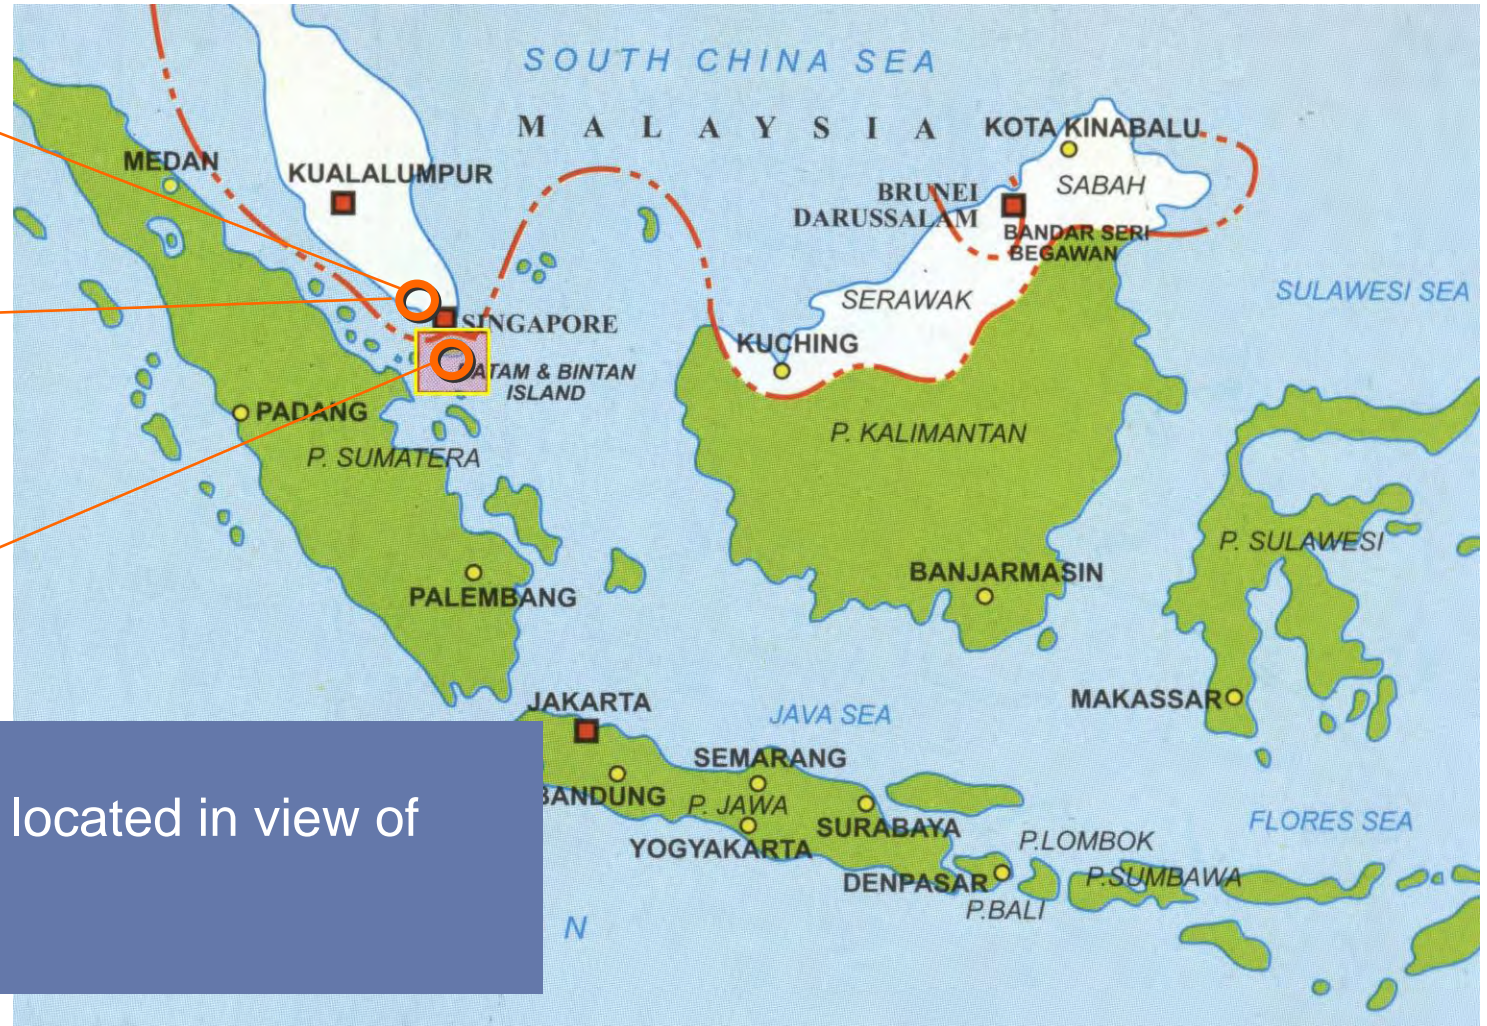 SOUTH CHINA SEA
MALAYSIA
KOTA KINABALU
MEDAN
KUALALUMPUR
SABAH
BRUNEI
DARUSSALAM
BANDAR SERI
BEGAWAN
SULAWESI SEA
SERAWAK
SINGAPORE
KUCHING
BATAM & BINTAN
ISLAND
PADANG
P. SUMATERA
P. KALIMANTAN
P. SULAWESI
PALEMBANG
BANJARMASIN
JAKARTA
JAVA SEA
MAKASSAR
SEMARANG
BANDUNG
P. JAWA
SURABAYA
YOGYAKARTA
FLORES SEA
P.LOMBOK
DENPASAR
P.SUMBAWA
P.BALI
located in view of
N